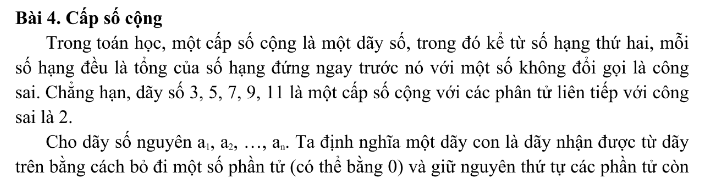 Bài 4. Cấp số cộng
Trong toán học, một cấp số cộng là một dãy số, trong đó kể từ số hạng thứ hai, mỗi
số hạng đều là tổng của số hạng đứng ngay trước nó với một số không đổi gọi là công
sai. Chẳng hạn, dãy số 3, 5, 7, 9, 11 là một cấp số cộng với các phân tử liên tiếp với công
sai là 2.
Cho dãy số nguyên a₁, a₂, …, aₙ. Ta định nghĩa một dãy con là dãy nhận được từ dãy
trên bằng cách bỏ đi một số phần tử (có thể bằng 0) và giữ nguyên thứ tự các phần tử còn